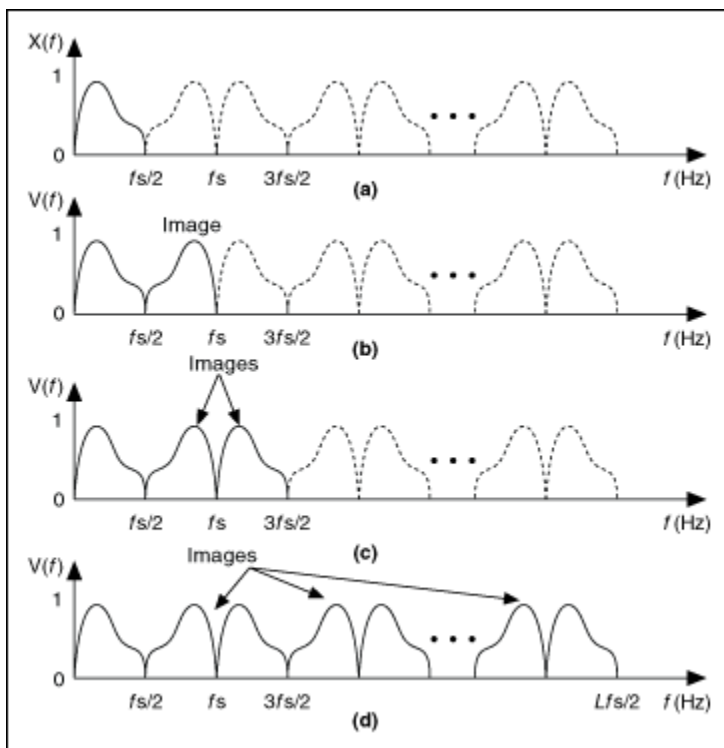 X(f)
1
0
fs/2 fs 3fs/2 (a) f (Hz)
V(f)
Image
1
0
fs/2 fs 3fs/2 (b) f (Hz)
Images
V(f)
1
0
fs/2 fs 3fs/2 (c) f (Hz)
Images
V(f)
1
0
fs/2 fs 3fs/2 (d) Lfs/2 f (Hz)